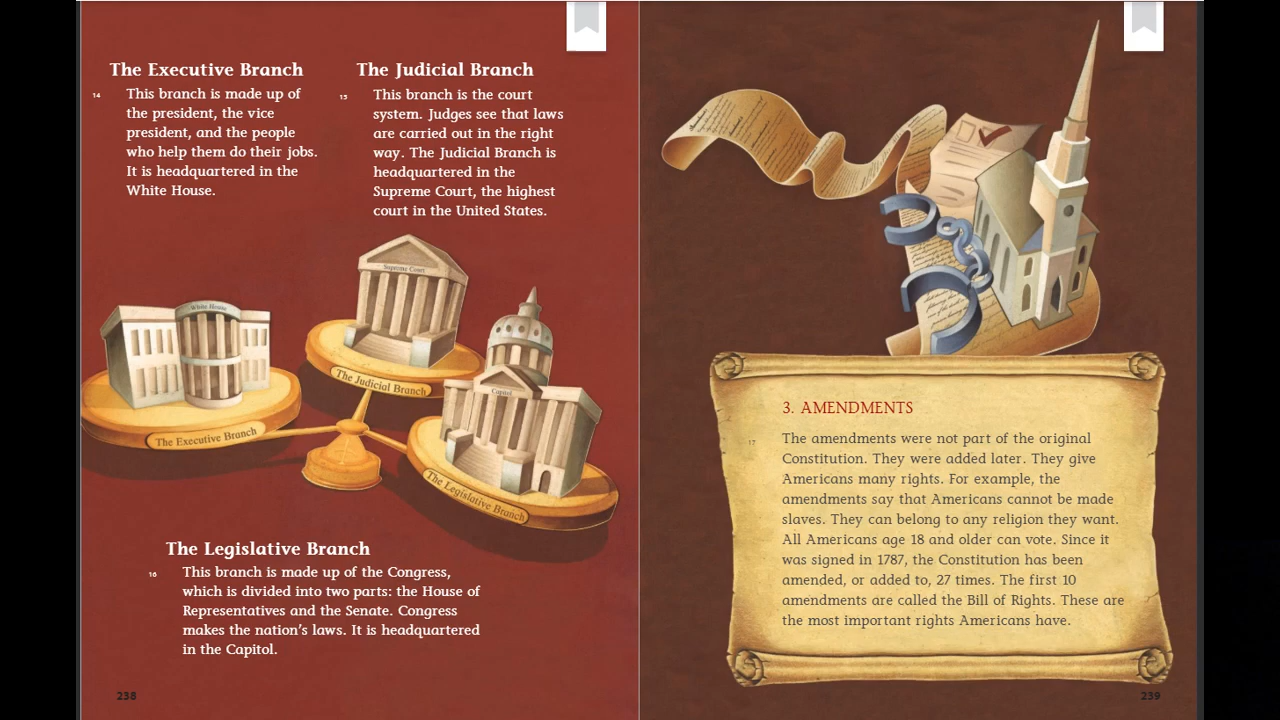 The Executive Branch
14 This branch is made up of
the president, the vice
president, and the people
who help them do their jobs.
It is headquartered in the
White House.
The Judicial Branch
15 This branch is the court
system. Judges see that laws
are carried out in the right
way. The Judicial Branch is
headquartered in the
Supreme Court, the highest
court in the United States.
Supreme Court
White House
The Judicial Branch
Capitol
The Executive Branch
The Legislative Branch
The Legislative Branch
16 This branch is made up of the Congress,
which is divided into two parts: the House of
Representatives and the Senate. Congress
makes the nation's laws. It is headquartered
in the Capitol.
238
3. AMENDMENTS
17 The amendments were not part of the original
Constitution. They were added later. They give
Americans many rights. For example, the
amendments say that Americans cannot be made
slaves. They can belong to any religion they want.
All Americans age 18 and older can vote. Since it
was signed in 1787, the Constitution has been
amended, or added to, 27 times. The first 10
amendments are called the Bill of Rights. These are
the most important rights Americans have.
239